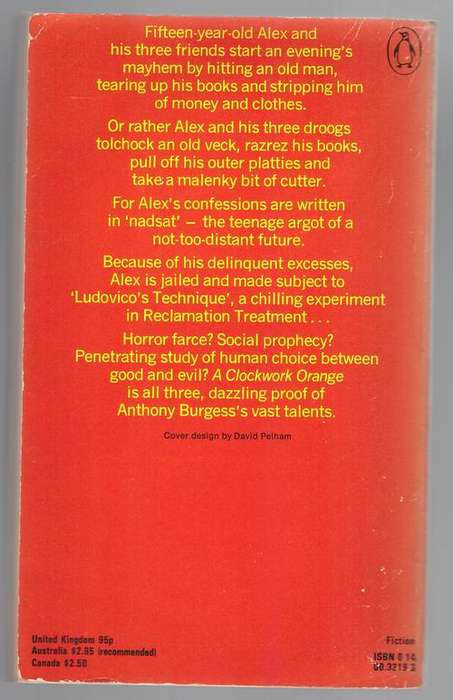 Fifteen-year-old Alex and
his three friends start an evening's
mayhem by hitting an old man,
tearing up his books and stripping him
of money and clothes.
Or rather Alex and his three droogs
tolchock an old veck, razrez his books,
pull off his outer platties and
take a malenky bit of cutter.
For Alex's confessions are written
in 'nadsat' – the teenage argot of a
not-too-distant future.
Because of his delinquent excesses,
Alex is jailed and made subject to
'Ludovico's Technique', a chilling experiment
in Reclamation Treatment . . .
Horror farce? Social prophecy?
Penetrating study of human choice between
good and evil? A Clockwork Orange
is all three, dazzling proof of
Anthony Burgess's vast talents.
Cover design by David Pelham
United Kingdom 95p
Australia $2.95 (recommended)
Canada $2.50
Fiction
ISBN 0 14
00.3219 3